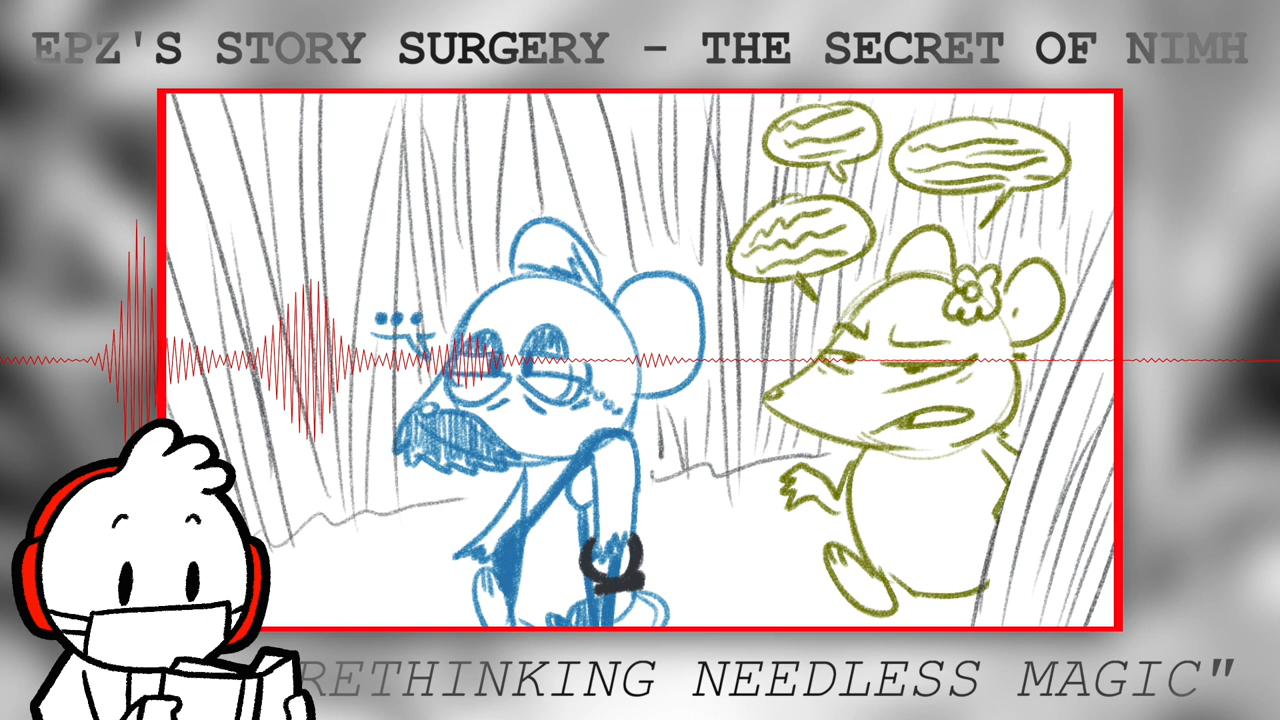 EPZ'S STORY SURGERY - THE SECRET OF NIMH
...
RETHINKING NEEDLESS MAGIC"